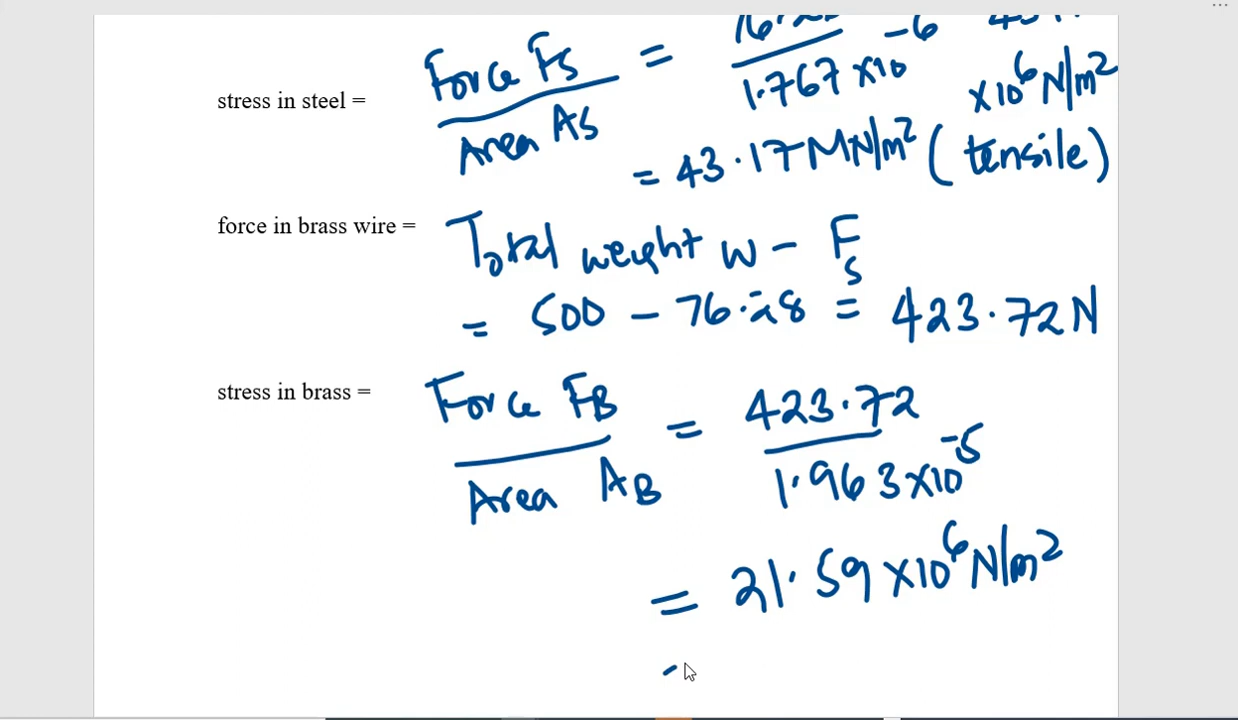 stress in steel = Force FS / Area AS = / 1.767 x10 -6 x10 6 N/m2
= 43.17 MN/m2 (tensile)
force in brass wire = Total weight W - FS
= 500 - 76.28 = 423.72 N
stress in brass = Force FB / Area AB = 423.72 / 1.963 x10 -5
= 21.59 x10 6 N/m2